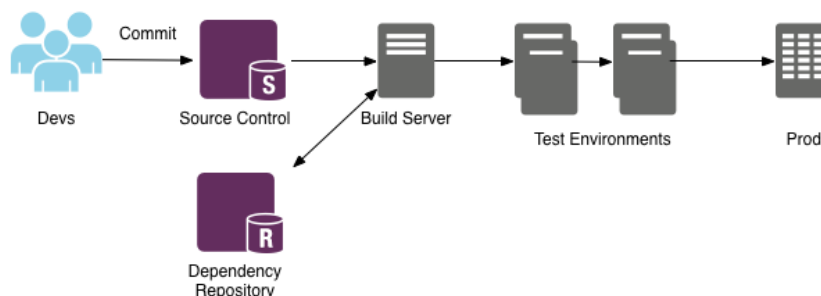 Commit
S
Devs
Source Control
Build Server
Test Environments
Prod
R
Dependency
Repository